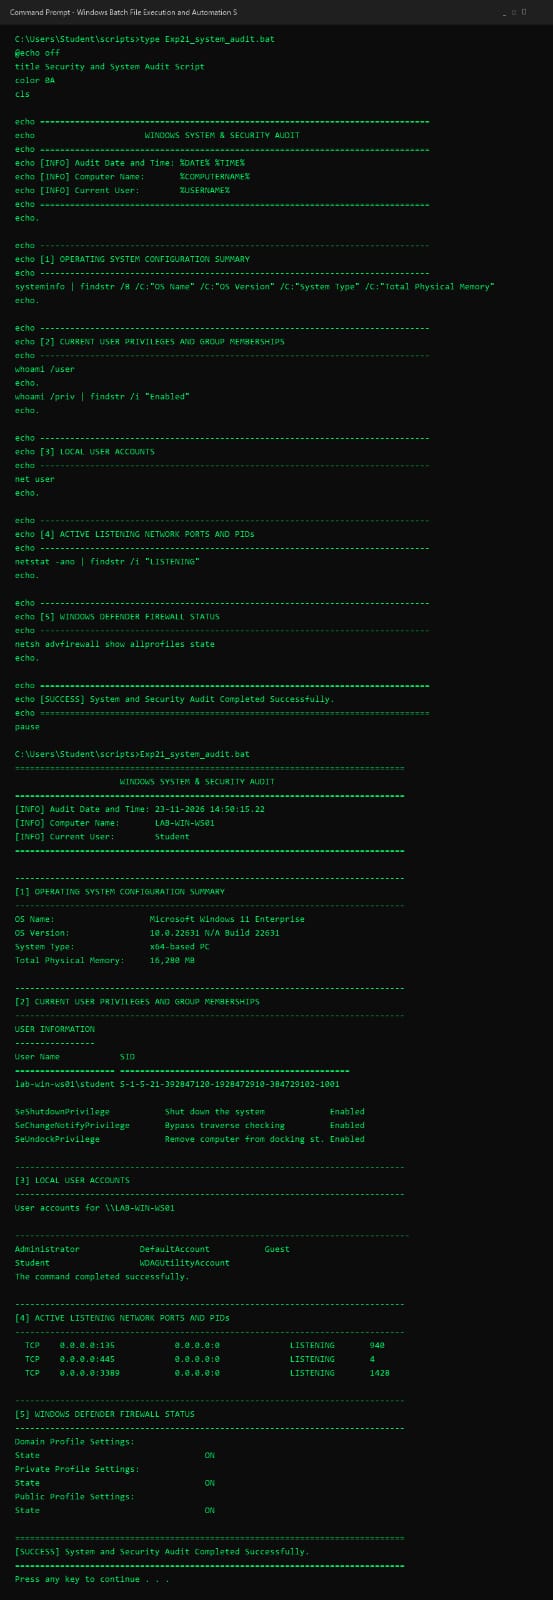 Command Prompt - Windows Batch File Execution and Automation S
C:\Users\Student\scripts>type Exp21_system_audit.bat
@echo off
title Security and System Audit Script
color 0A
cls
echo ==============================================================================
echo                      WINDOWS SYSTEM & SECURITY AUDIT
echo ==============================================================================
echo [INFO] Audit Date and Time: %DATE% %TIME%
echo [INFO] Computer Name:       %COMPUTERNAME%
echo [INFO] Current User:        %USERNAME%
echo ==============================================================================
echo.
echo ------------------------------------------------------------------------------
echo [1] OPERATING SYSTEM CONFIGURATION SUMMARY
echo ------------------------------------------------------------------------------
systeminfo | findstr /B /C:"OS Name" /C:"OS Version" /C:"System Type" /C:"Total Physical Memory"
echo.
echo ------------------------------------------------------------------------------
echo [2] CURRENT USER PRIVILEGES AND GROUP MEMBERSHIPS
echo ------------------------------------------------------------------------------
whoami /user
echo.
whoami /priv | findstr /i "Enabled"
echo.
echo ------------------------------------------------------------------------------
echo [3] LOCAL USER ACCOUNTS
echo ------------------------------------------------------------------------------
net user
echo.
echo ------------------------------------------------------------------------------
echo [4] ACTIVE LISTENING NETWORK PORTS AND PIDs
echo ------------------------------------------------------------------------------
netstat -ano | findstr /i "LISTENING"
echo.
echo ------------------------------------------------------------------------------
echo [5] WINDOWS DEFENDER FIREWALL STATUS
echo ------------------------------------------------------------------------------
netsh advfirewall show allprofiles state
echo.
echo ==============================================================================
echo [SUCCESS] System and Security Audit Completed Successfully.
echo ==============================================================================
pause
C:\Users\Student\scripts>Exp21_system_audit.bat
==============================================================================
                     WINDOWS SYSTEM & SECURITY AUDIT
==============================================================================
[INFO] Audit Date and Time: 23-11-2026 14:50:15.22
[INFO] Computer Name:       LAB-WIN-WS01
[INFO] Current User:        Student
==============================================================================
------------------------------------------------------------------------------
[1] OPERATING SYSTEM CONFIGURATION SUMMARY
------------------------------------------------------------------------------
OS Name:                   Microsoft Windows 11 Enterprise
OS Version:                10.0.22631 N/A Build 22631
System Type:               x64-based PC
Total Physical Memory:     16,280 MB
------------------------------------------------------------------------------
[2] CURRENT USER PRIVILEGES AND GROUP MEMBERSHIPS
------------------------------------------------------------------------------
USER INFORMATION
----------------
User Name            SID
==================== ==============================================
lab-win-ws01\student S-1-5-21-392847120-1928472910-384729102-1001
SeShutdownPrivilege           Shut down the system             Enabled
SeChangeNotifyPrivilege       Bypass traverse checking         Enabled
SeUndockPrivilege             Remove computer from docking st. Enabled
------------------------------------------------------------------------------
[3] LOCAL USER ACCOUNTS
------------------------------------------------------------------------------
User accounts for \\LAB-WIN-WS01
-------------------------------------------------------------------------------
Administrator            DefaultAccount           Guest
Student                  WDAGUtilityAccount
The command completed successfully.
------------------------------------------------------------------------------
[4] ACTIVE LISTENING NETWORK PORTS AND PIDs
------------------------------------------------------------------------------
  TCP    0.0.0.0:135            0.0.0.0:0              LISTENING       940
  TCP    0.0.0.0:445            0.0.0.0:0              LISTENING       4
  TCP    0.0.0.0:3389           0.0.0.0:0              LISTENING       1428
------------------------------------------------------------------------------
[5] WINDOWS DEFENDER FIREWALL STATUS
------------------------------------------------------------------------------
Domain Profile Settings:
State                                 ON
Private Profile Settings:
State                                 ON
Public Profile Settings:
State                                 ON
==============================================================================
[SUCCESS] System and Security Audit Completed Successfully.
==============================================================================
Press any key to continue . . .